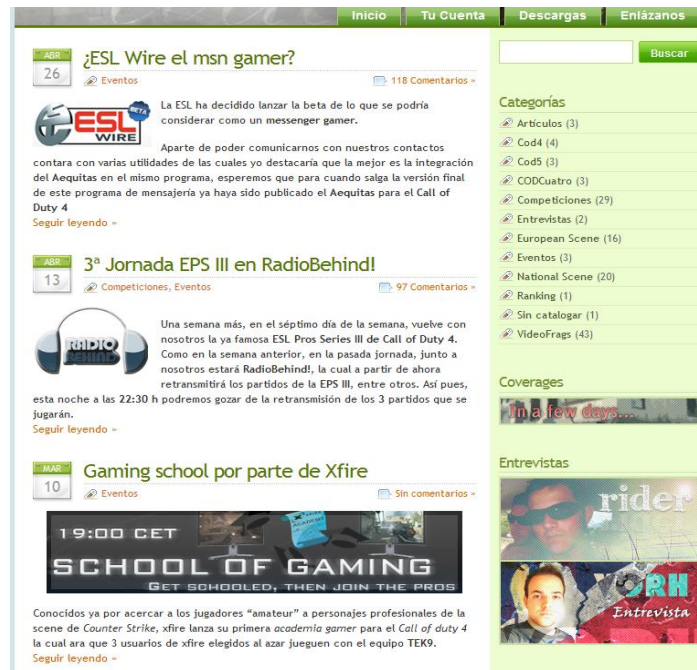 Inicio
Tu Cuenta
Descargas
Enlázanos
ABR
26
¿ESL Wire el msn gamer?
Eventos
118 Comentarios »
BETA
ESL
WIRE
La ESL ha decidido lanzar la beta de lo que se podría
considerar como un messenger gamer.
Aparte de poder comunicarnos con nuestros contactos
contara con varias utilidades de las cuales yo destacaría que la mejor es la integración
del Aequitas en el mismo programa, esperemos que para cuando salga la versión final
de este programa de mensajería ya haya sido publicado el Aequitas para el Call of
Duty 4
Seguir leyendo »
ABR
13
3ª Jornada EPS III en RadioBehind!
Competiciones, Eventos
97 Comentarios »
RADIO
BEHIND
Una semana más, en el séptimo día de la semana, vuelve con
nosotros la ya famosa ESL Pros Series III de Call of Duty 4.
Como en la semana anterior, en la pasada jornada, junto a
nosotros estará RadioBehind!, la cual a partir de ahora
retransmitirá los partidos de la EPS III, entre otros. Así pues,
esta noche a las 22:30 h podremos gozar de la retransmisión de los 3 partidos que se
jugarán.
Seguir leyendo »
MAR
10
Gaming school por parte de Xfire
Eventos
Sin comentarios »
19:00 CET
SCHOOL OF GAMING
GET SCHOOLED, THEN JOIN THE PROS
Conocidos ya por acercar a los jugadores “amateur” a personajes profesionales de la
scene de Counter Strike, xfire lanza su primera academia gamer para el Call of duty 4
la cual ara que 3 usuarios de xfire elegidos al azar jueguen con el equipo TEK9.
Seguir leyendo »
Buscar
Categorías
Artículos (3)
Cod4 (4)
Cod5 (3)
CODCuatro (3)
Competiciones (29)
Entrevistas (2)
European Scene (16)
Eventos (3)
National Scene (20)
Ranking (1)
Sin catalogar (1)
VideoFrags (43)
Coverages
In a few days...
Entrevistas
rider
Entrevista